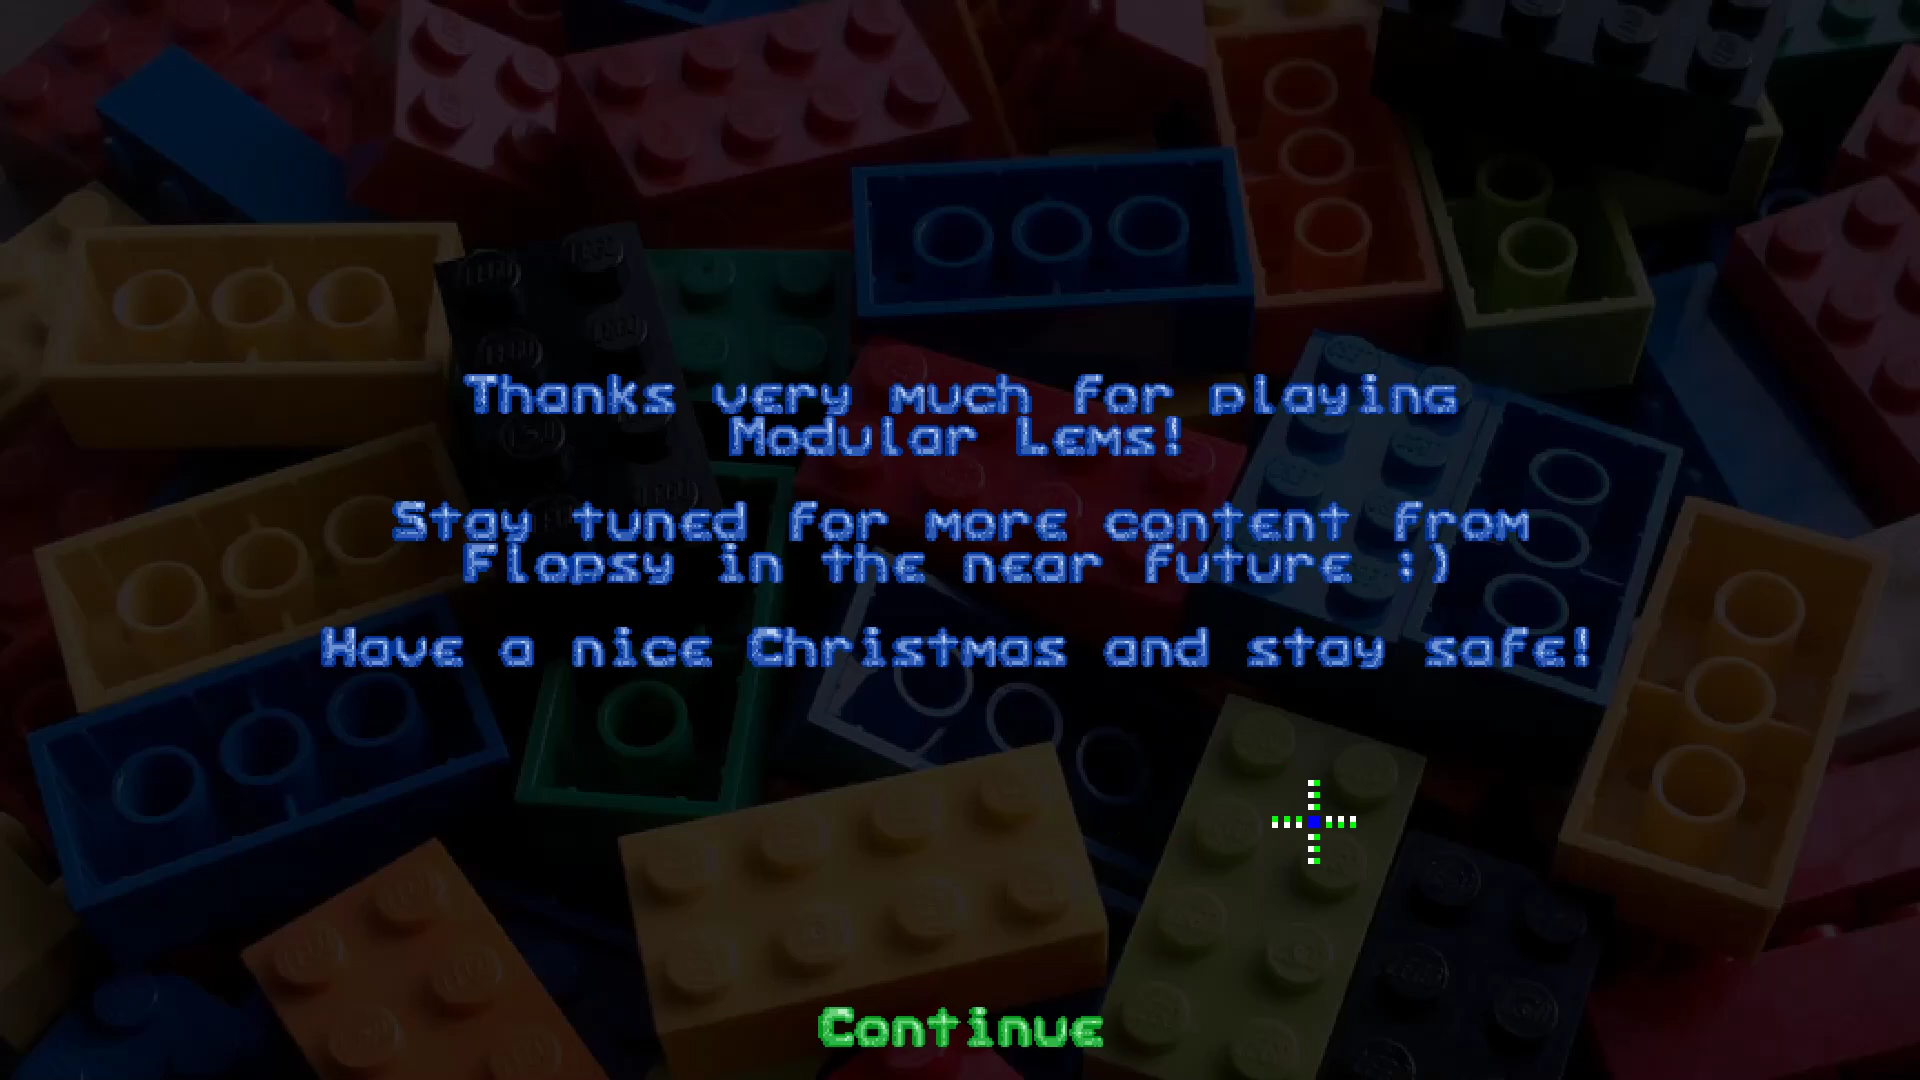 Thanks very much for playing
Modular Lems!
Stay tuned for more content from
Flopsy in the near future :)
Have a nice Christmas and stay safe!
Continue